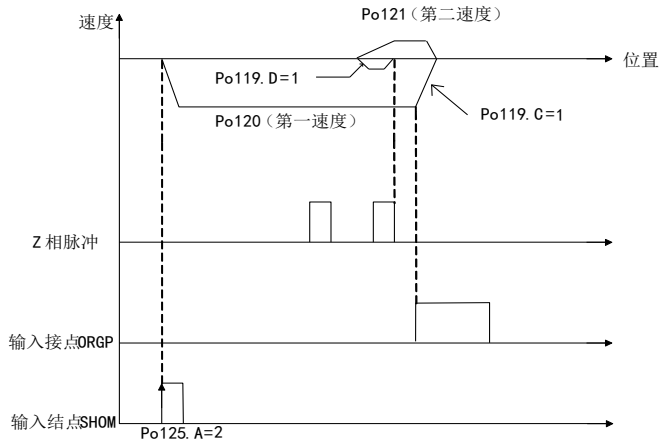 Po121（第二速度）
速度
位置
Po119.D=1
Po120（第一速度）
Po119.C=1
Z 相脉冲
输入接点ORGP
输入结点SHOM
Po125.A=2